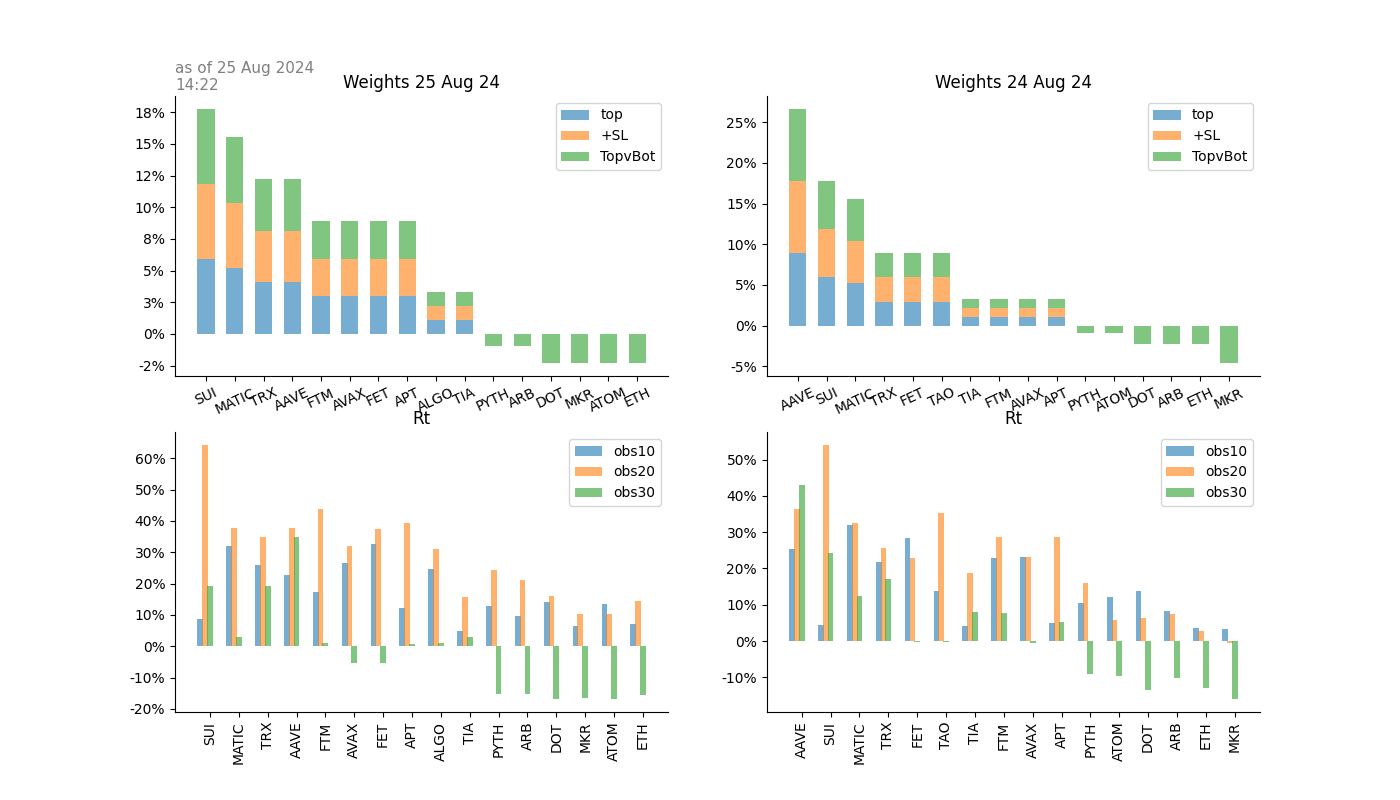 as of 25 Aug 2024
14:22
Weights 25 Aug 24
18%
15%
12%
10%
8%
5%
3%
0%
-2%
top
+SL
TopvBot
SUI MATIC TRX AAVE FTM AVAX FET APT ALGO TIA PYTH ARB DOT MKR ATOM ETH
Weights 24 Aug 24
25%
20%
15%
10%
5%
0%
-5%
top
+SL
TopvBot
AAVE SUI MATIC TRX FET TAO TIA FTM AVAX APT PYTH ATOM DOT ARB ETH MKR
Rt
60%
50%
40%
30%
20%
10%
0%
-10%
-20%
obs10
obs20
obs30
SUI MATIC TRX AAVE FTM AVAX FET APT ALGO TIA PYTH ARB DOT MKR ATOM ETH
Rt
50%
40%
30%
20%
10%
0%
-10%
obs10
obs20
obs30
AAVE SUI MATIC TRX FET TAO TIA FTM AVAX APT PYTH ATOM DOT ARB ETH MKR